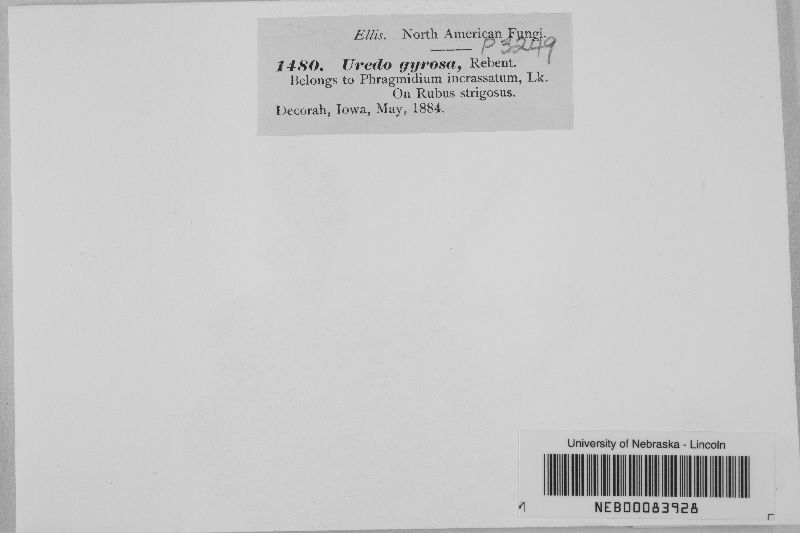 Ellis. North American Fungi.
P 3249
1480. Uredo gyrosa, Rebent.
Belongs to Phragmidium incrassatum, Lk.
On Rubus strigosus.
Decorah, Iowa, May, 1884.
University of Nebraska - Lincoln
NEB00083928